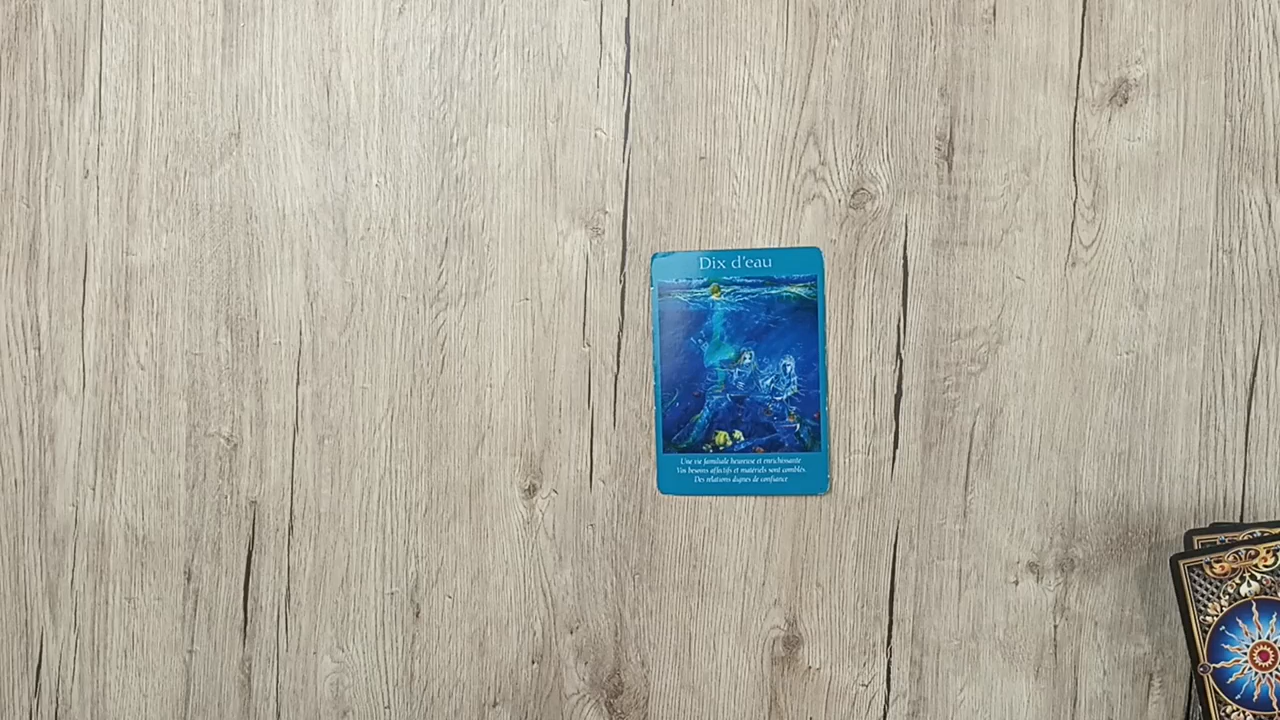 Dix d'eau
Une vie familiale heureuse et enrichissante
Vos besoins affectifs et matériels sont comblés.
Des relations dignes de confiance